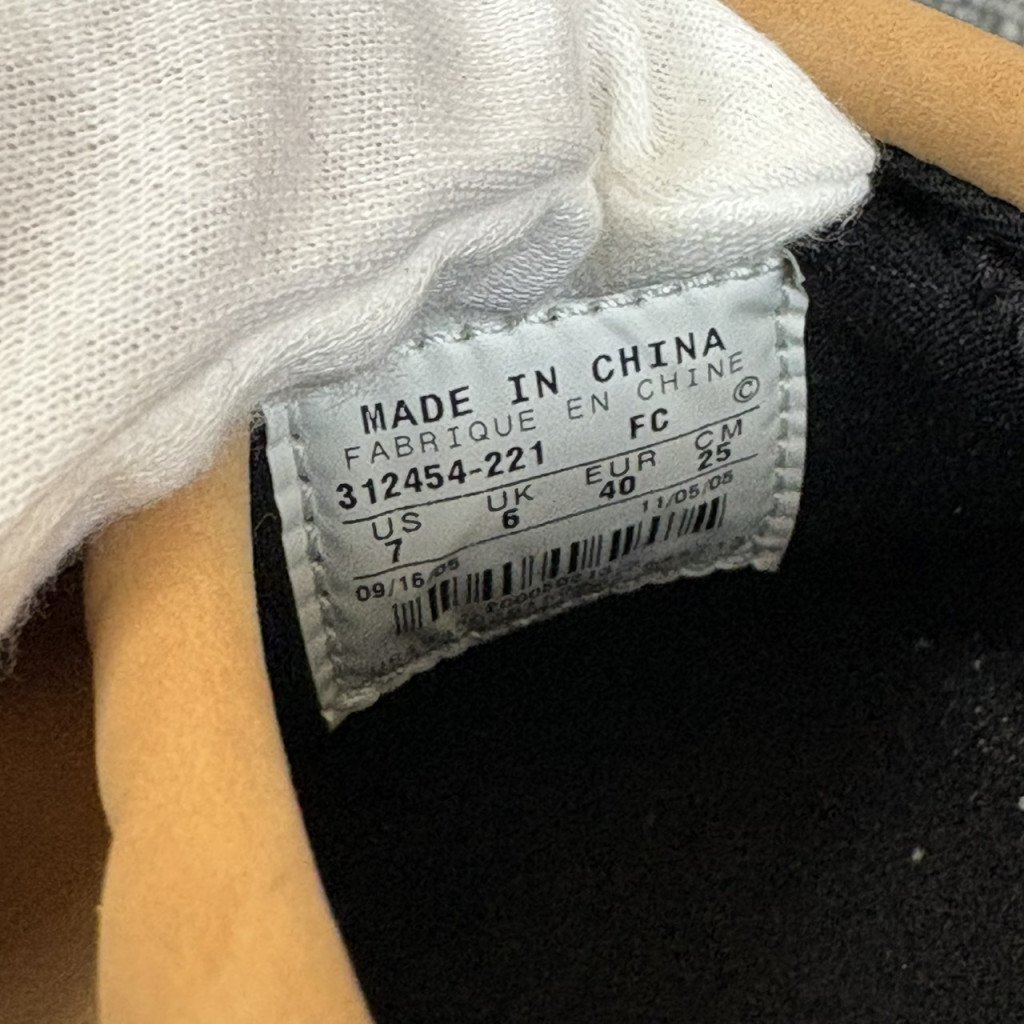 MADE IN CHINA
FABRIQUE EN CHINE
312454-221 FC ©
US UK EUR CM
7 6 40 25
09/16/05 11/05/05